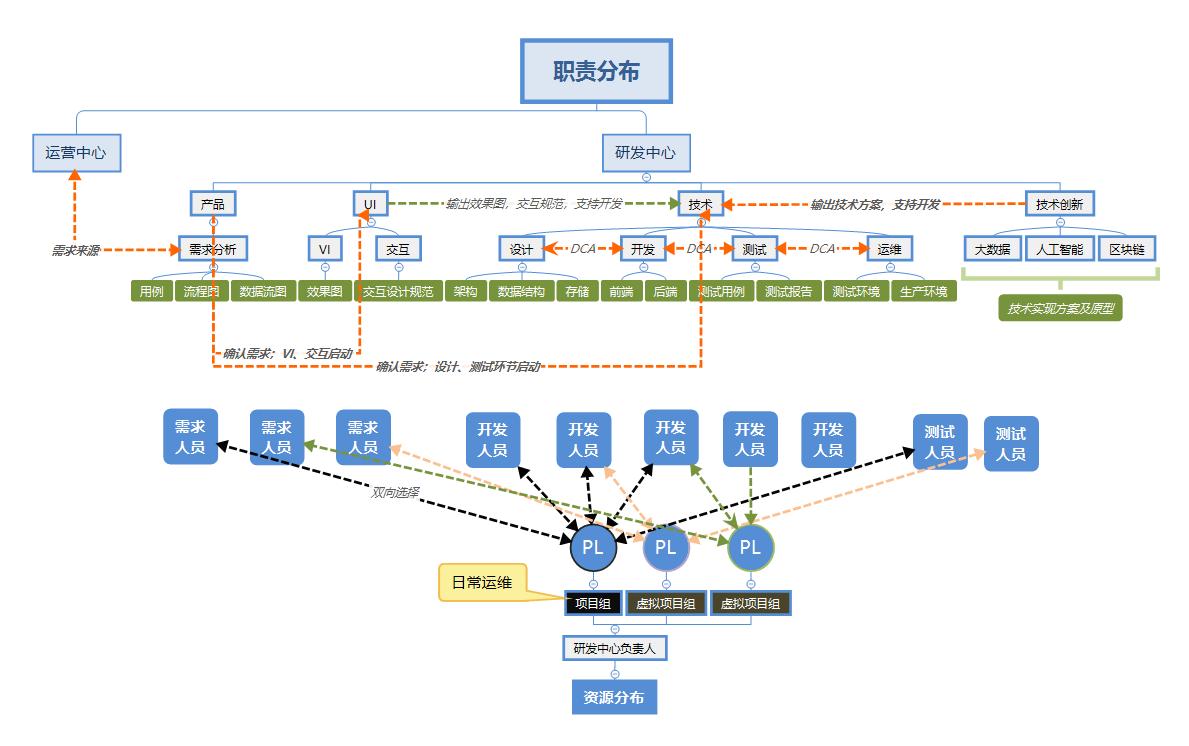 职责分布
运营中心
研发中心
产品
UI
输出效果图，交互规范，支持开发
技术
输出技术方案，支持开发
技术创新
需求来源
需求分析
VI
交互
设计
DCA
开发
DCA
测试
DCA
运维
大数据
人工智能
区块链
用例
流程图
数据流图
效果图
交互设计规范
架构
数据结构
存储
前端
后端
测试用例
测试报告
测试环境
生产环境
技术实现方案及原型
确认需求；VI、交互启动
确认需求；设计、测试环节启动
需求
人员
需求
人员
需求
人员
开发
人员
开发
人员
开发
人员
开发
人员
开发
人员
测试
人员
测试
人员
双向选择
PL
PL
PL
日常运维
项目组
虚拟项目组
虚拟项目组
研发中心负责人
资源分布